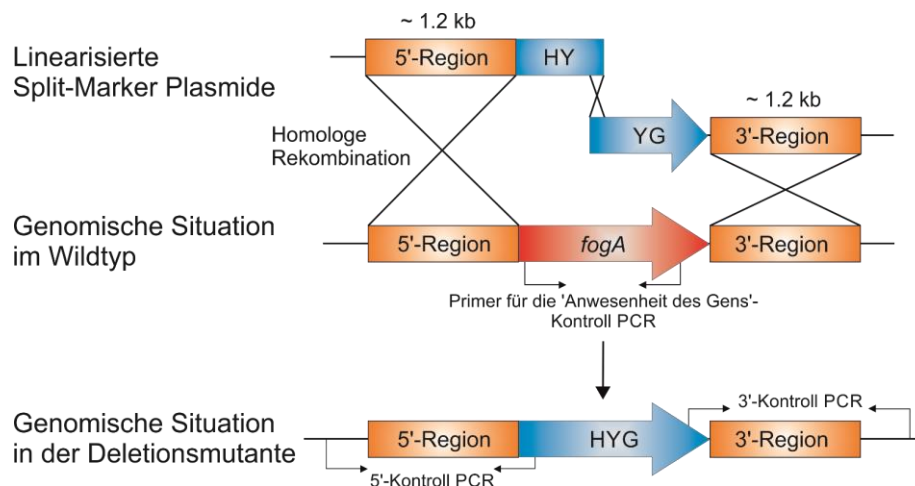 ~ 1.2 kb
Linearisierte
Split-Marker Plasmide
5'-Region
HY
~ 1.2 kb
YG
3'-Region
Homologe
Rekombination
Genomische Situation
im Wildtyp
5'-Region
fogA
3'-Region
Primer für die 'Anwesenheit des Gens'-
Kontroll PCR
Genomische Situation
in der Deletionsmutante
5'-Region
HYG
3'-Region
3'-Kontroll PCR
5'-Kontroll PCR